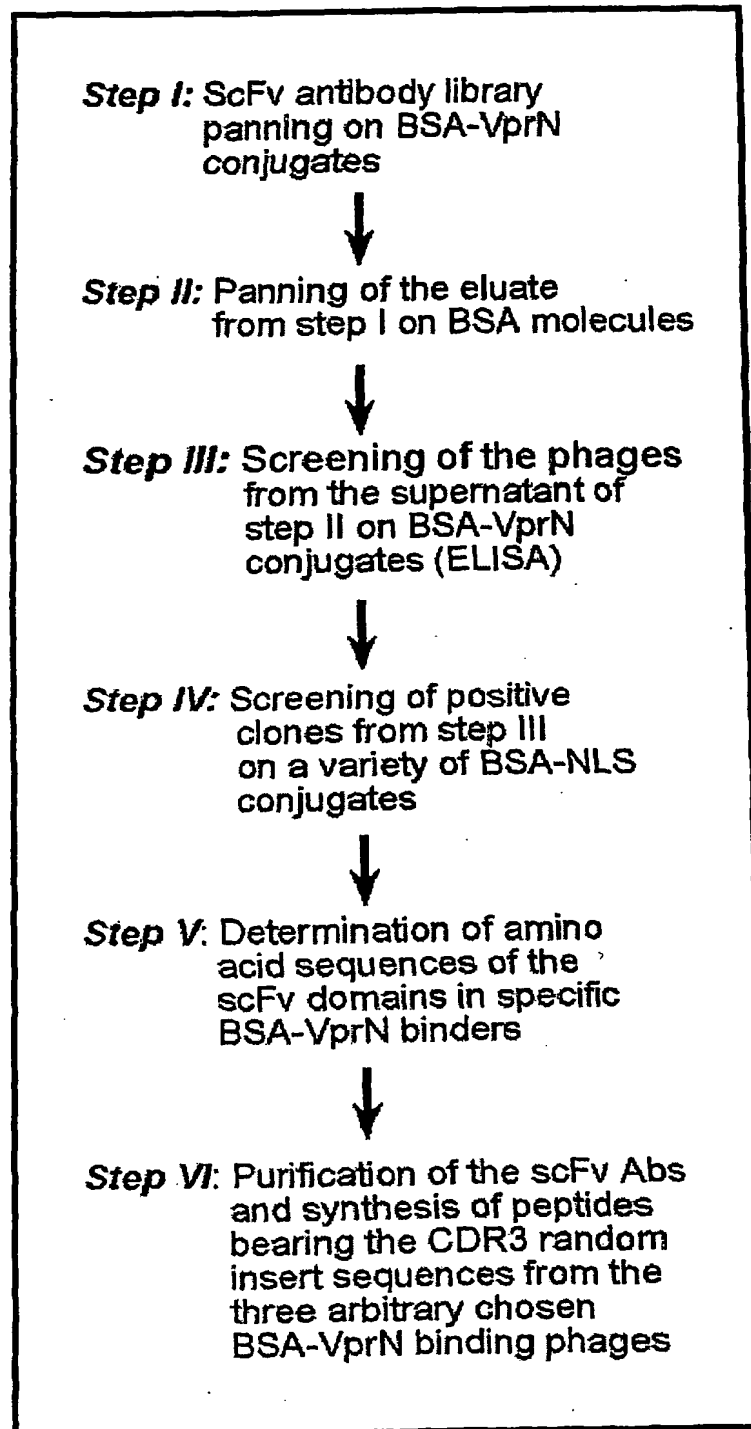 Step I: ScFv antibody library
panning on BSA-VprN
conjugates
Step II: Panning of the eluate
from step I on BSA molecules
Step III: Screening of the phages
from the supernatant of
step II on BSA-VprN
conjugates (ELISA)
Step IV: Screening of positive
clones from step III
on a variety of BSA-NLS
conjugates
Step V: Determination of amino
acid sequences of the
scFv domains in specific
BSA-VprN binders
Step VI: Purification of the scFv Abs
and synthesis of peptides
bearing the CDR3 random
insert sequences from the
three arbitrary chosen
BSA-VprN binding phages